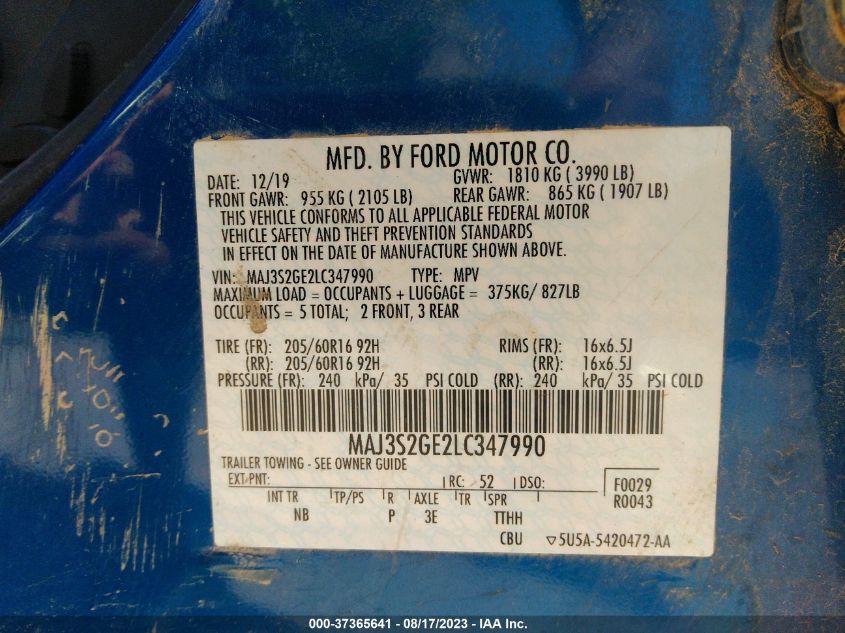 MFD. BY FORD MOTOR CO.
DATE: 12/19 GVWR: 1810 KG ( 3990 LB)
FRONT GAWR: 955 KG ( 2105 LB) REAR GAWR: 865 KG ( 1907 LB)
THIS VEHICLE CONFORMS TO ALL APPLICABLE FEDERAL MOTOR
VEHICLE SAFETY AND THEFT PREVENTION STANDARDS
IN EFFECT ON THE DATE OF MANUFACTURE SHOWN ABOVE.
VIN: MAJ3S2GE2LC347990 TYPE: MPV
MAXIMUM LOAD = OCCUPANTS + LUGGAGE = 375KG/ 827LB
OCCUPANTS = 5 TOTAL; 2 FRONT, 3 REAR
TIRE (FR): 205/60R16 92H RIMS (FR): 16x6.5J
(RR): 205/60R16 92H (RR): 16x6.5J
PRESSURE (FR): 240 kPa/ 35 PSI COLD (RR): 240 kPa/ 35 PSI COLD
MAJ3S2GE2LC347990
TRAILER TOWING - SEE OWNER GUIDE
EXT PNT: RC: 52 DSO: F0029
R0043
INT TR TP/PS R AXLE TR SPR
NB P 3E TTHH
CBU ▽5U5A-5420472-AA
000-37365641 - 08/17/2023 - IAA Inc.